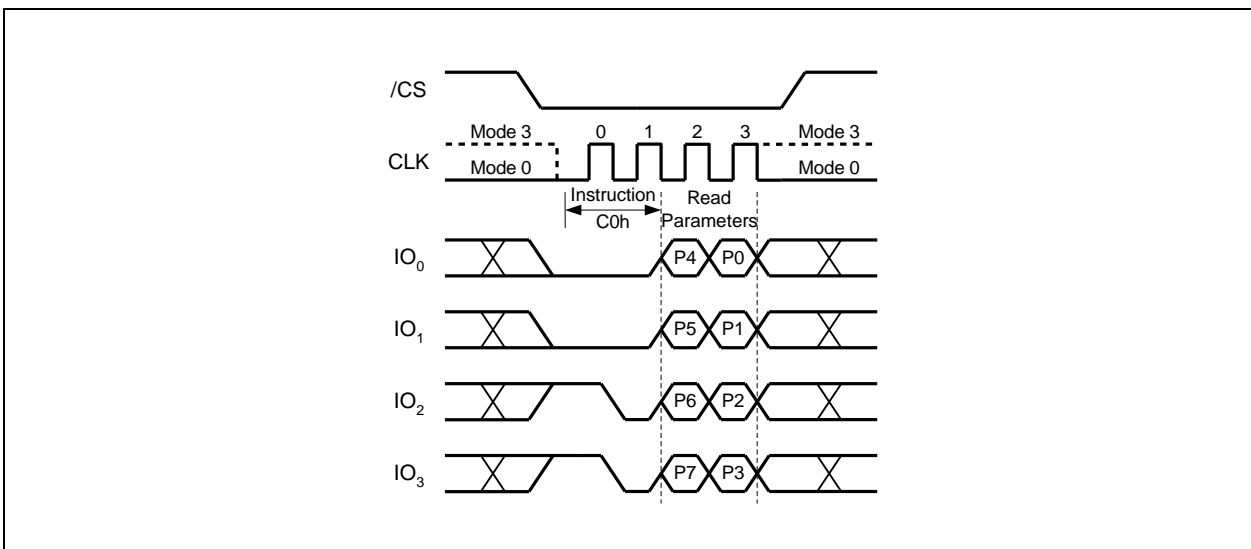 /CS
Mode 3 0 1 2 3 Mode 3
CLK
Mode 0 Mode 0
Instruction Read
C0h Parameters
IO0 P4 P0
IO1 P5 P1
IO2 P6 P2
IO3 P7 P3